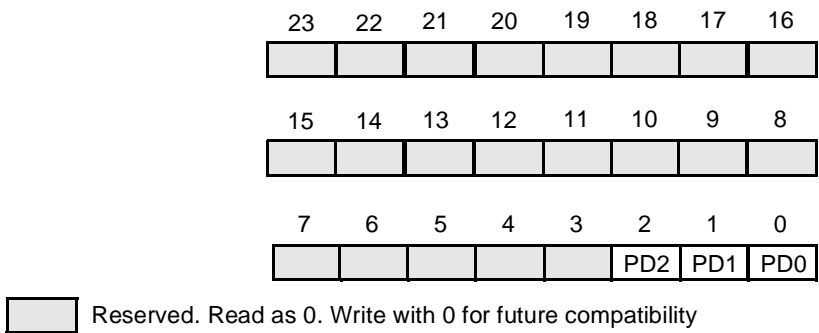 23 22 21 20 19 18 17 16
15 14 13 12 11 10 9 8
7 6 5 4 3 2 1 0
PD2 PD1 PD0
Reserved. Read as 0. Write with 0 for future compatibility